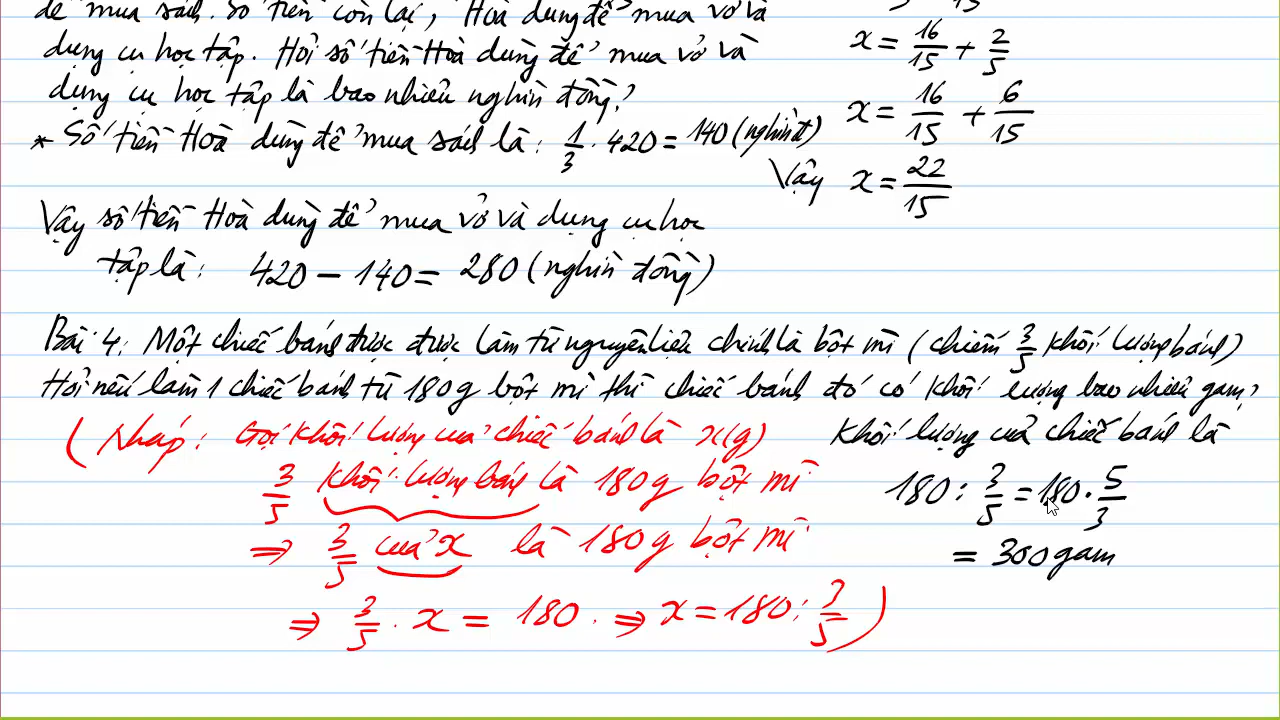 để mua sách. Số tiền còn lại, Hoà dùng để mua vở và
dụng cụ học tập. Hỏi số tiền Hoà dùng để mua vở và
dụng cụ học tập là bao nhiêu nghìn đồng?
* Số tiền Hoà dùng để mua sách là: 1/3 . 420 = 140 (nghìn đ)
Vậy số tiền Hoà dùng để mua vở và dụng cụ học
tập là: 420 - 140 = 280 (nghìn đồng)
x = 16/15 + 2/5
x = 16/15 + 6/15
Vậy x = 22/15
Bài 4: Một chiếc bánh được được làm từ nguyên liệu chính là bột mì (chiếm 3/5 khối lượng bánh)
Hỏi nếu làm 1 chiếc bánh từ 180g bột mì thì chiếc bánh đó có khối lượng bao nhiêu gam?
( Nháp: Gọi khối lượng của chiếc bánh là x(g)
3/5 khối lượng bánh là 180g bột mì
⇒ 3/5 của x là 180g bột mì
⇒ 3/5 . x = 180. ⇒ x = 180 : 3/5 )
Khối lượng của chiếc bánh là
180 : 3/5 = 180 . 5/3
= 300 gam